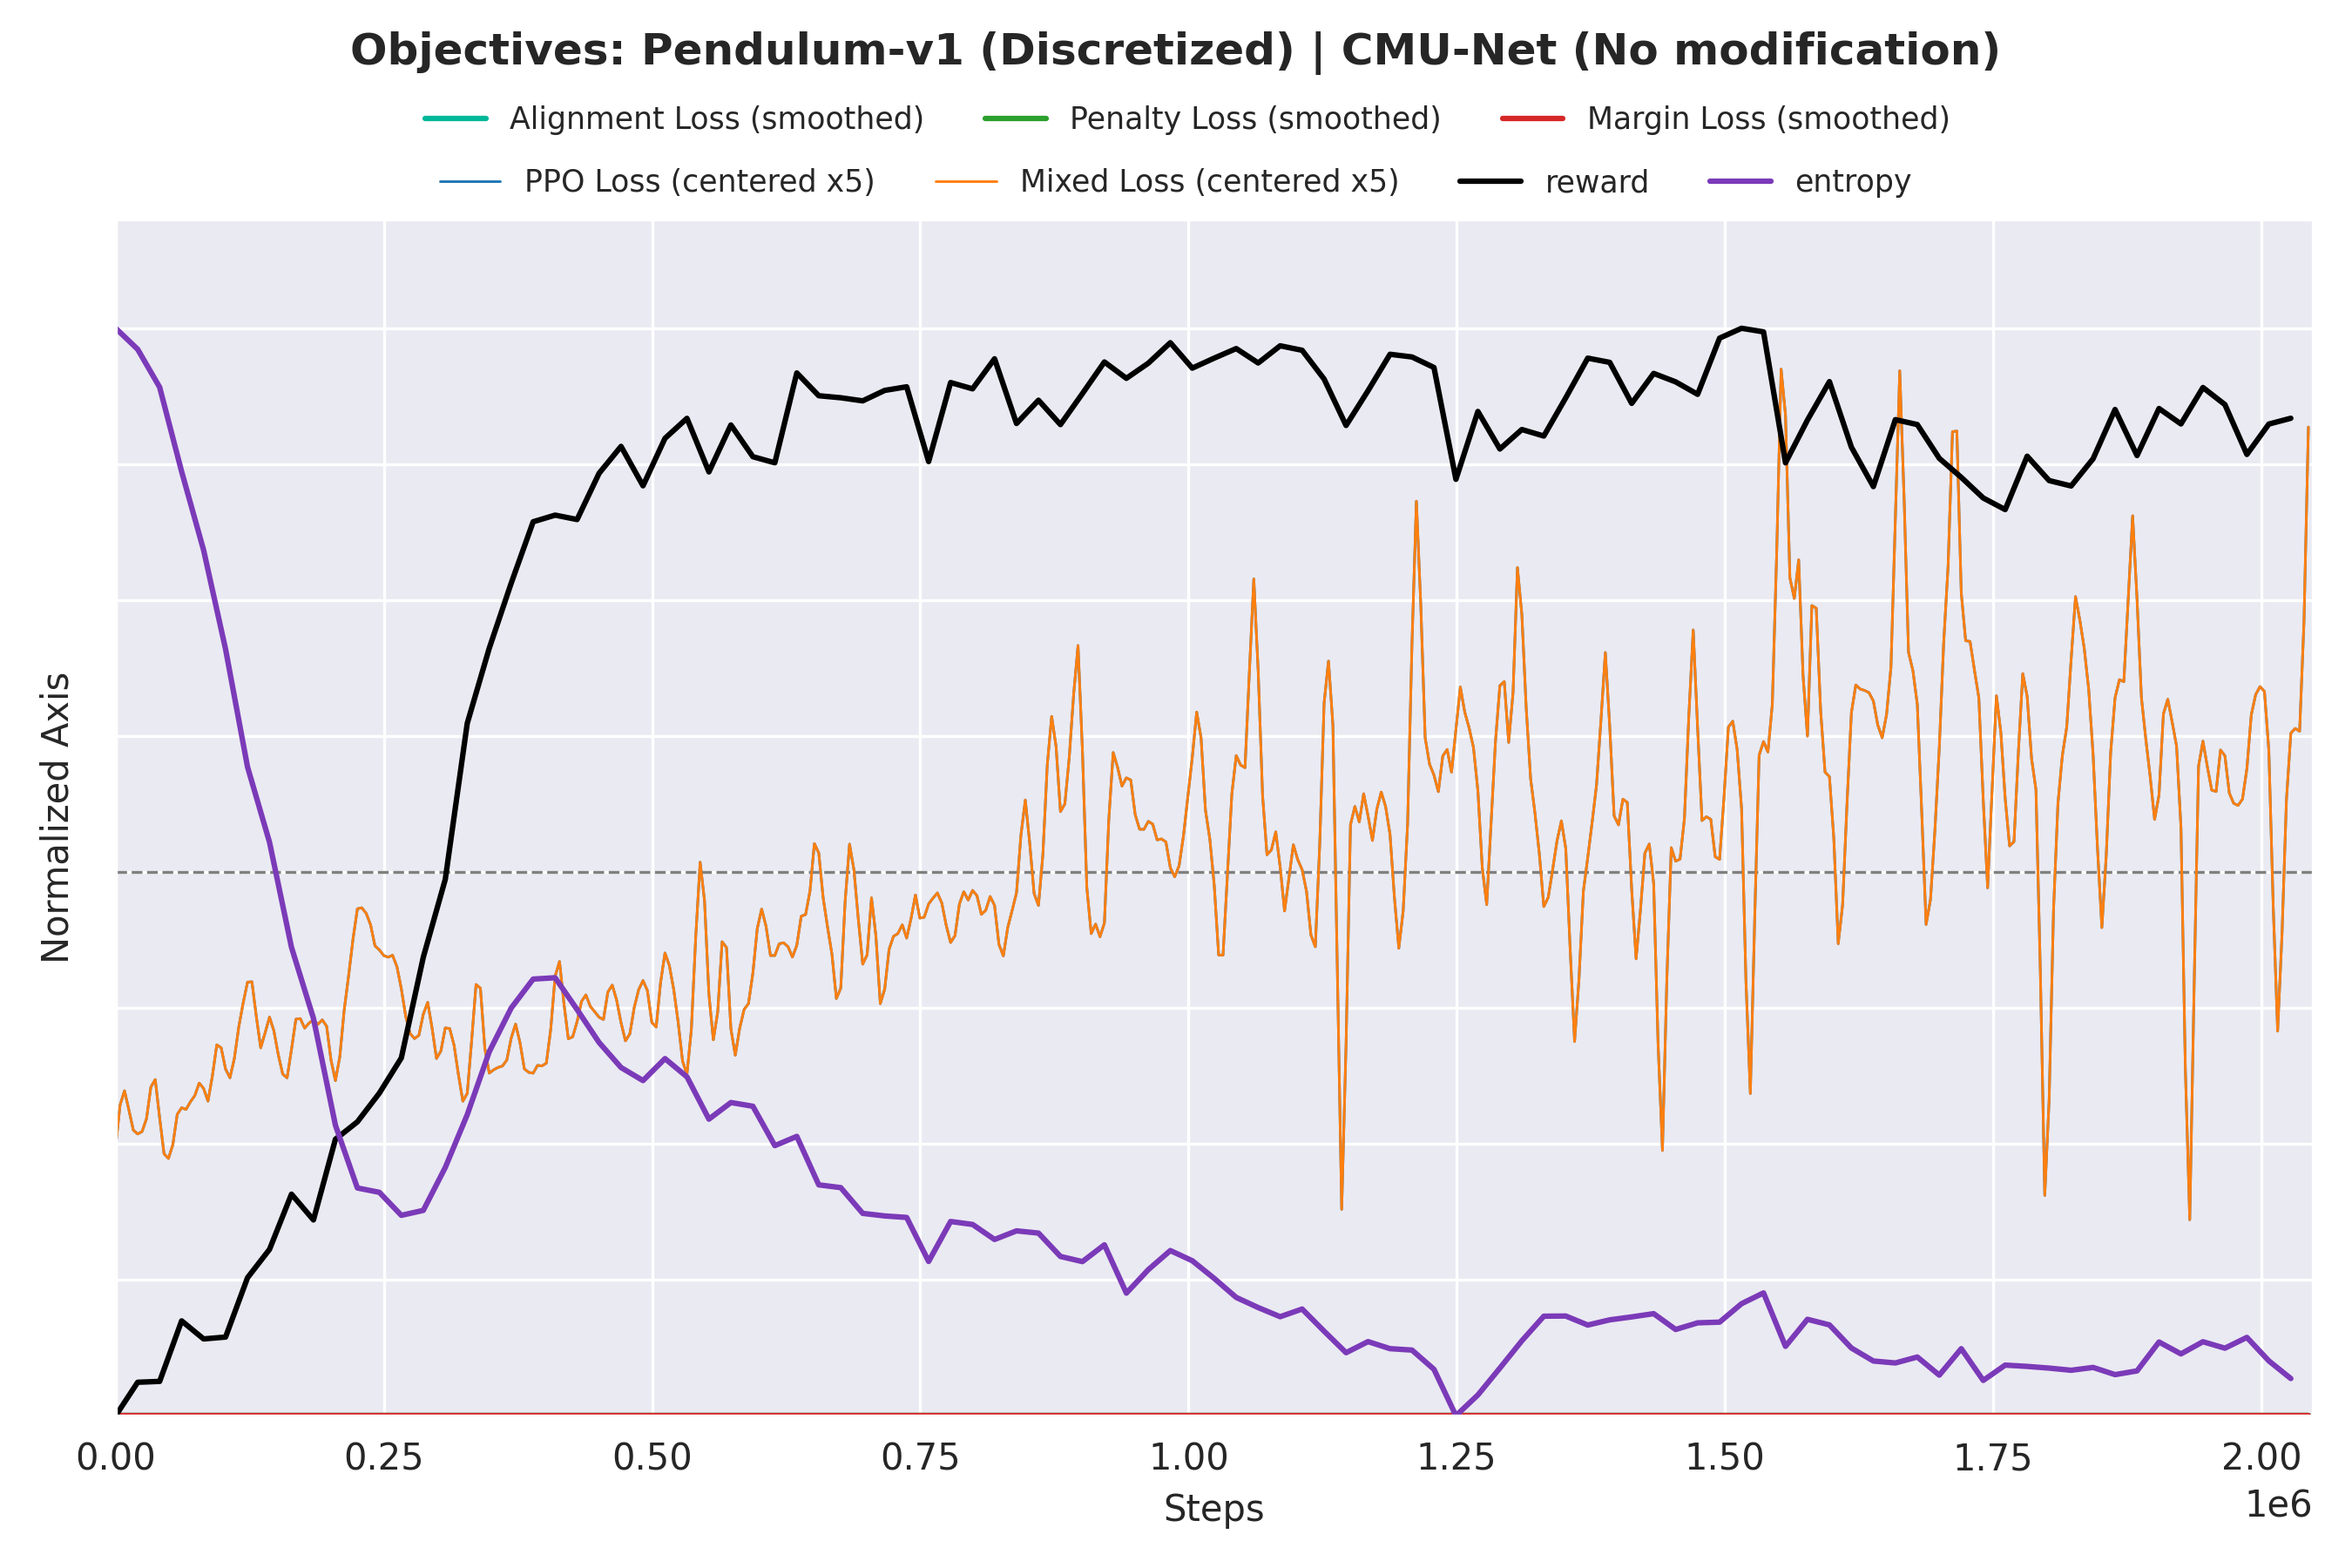 Objectives: Pendulum-v1 (Discretized) | CMU-Net (No modification)
Alignment Loss (smoothed) Penalty Loss (smoothed) Margin Loss (smoothed)
PPO Loss (centered x5) Mixed Loss (centered x5) reward entropy
Normalized Axis
0.00 0.25 0.50 0.75 1.00 1.25 1.50 1.75 2.00
Steps
1e6